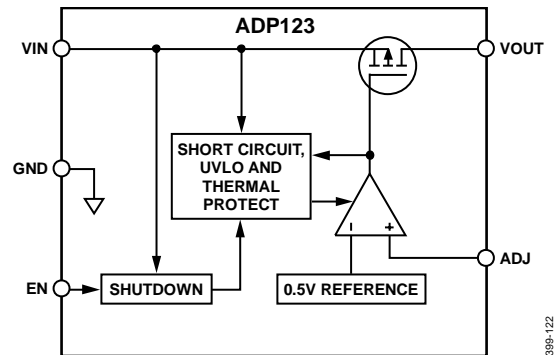 ADP123
VIN
VOUT
SHORT CIRCUIT,
UVLO AND
THERMAL
PROTECT
GND
- +
ADJ
EN
SHUTDOWN
0.5V REFERENCE
399-122